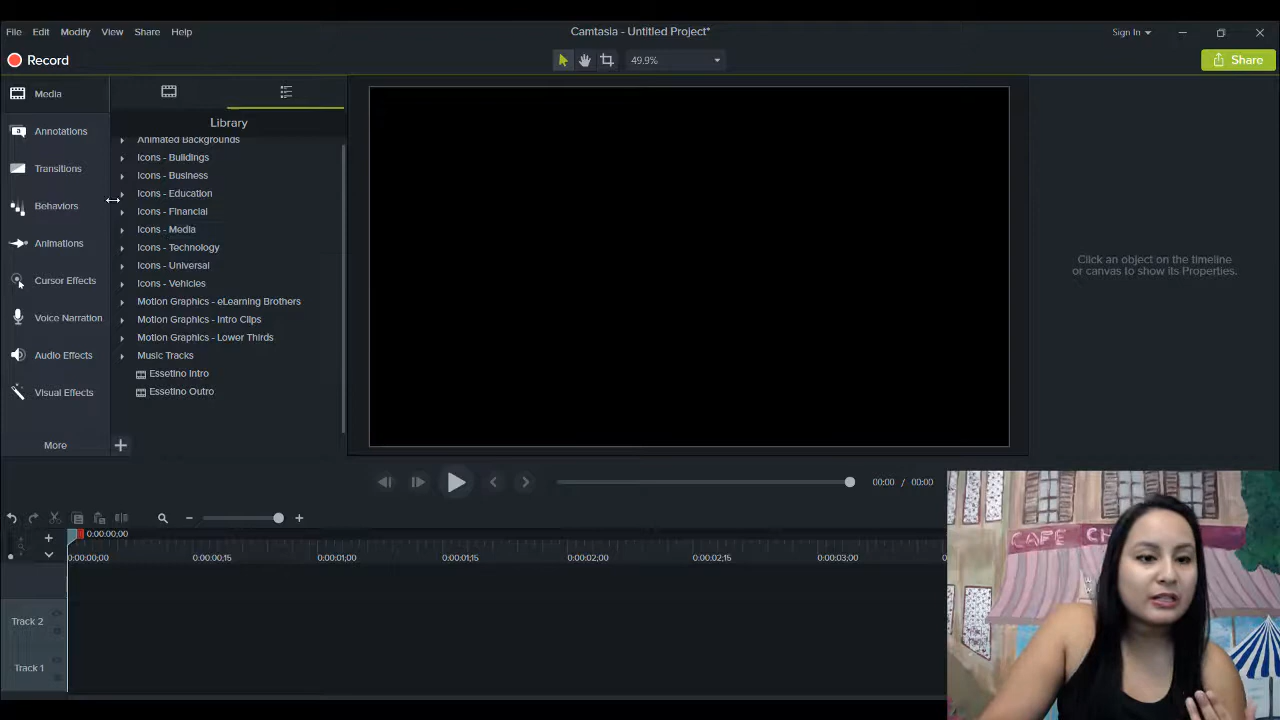 File Edit Modify View Share Help
Camtasia - Untitled Project*
Sign In
Record
49.9%
Share
Media
Annotations
Transitions
Behaviors
Animations
Cursor Effects
Voice Narration
Audio Effects
Visual Effects
More
Library
Animated Backgrounds
Icons - Buildings
Icons - Business
Icons - Education
Icons - Financial
Icons - Media
Icons - Technology
Icons - Universal
Icons - Vehicles
Motion Graphics - eLearning Brothers
Motion Graphics - Intro Clips
Motion Graphics - Lower Thirds
Music Tracks
Essetino Intro
Essetino Outro
Click an object on the timeline
or canvas to show its Properties.
00:00 / 00:00
0:00:00;00
0:00:00;00 0:00:00;15 0:00:01;00 0:00:01;15 0:00:02;00 0:00:02;15 0:00:03;00
Track 2
Track 1
CAFE